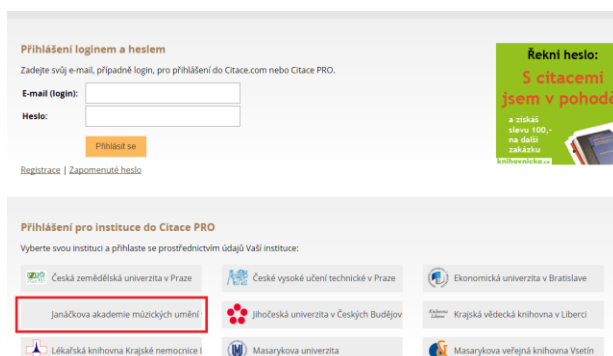 Přihlášení loginem a heslem
Zadejte svůj e-mail, případně login, pro přihlášení do Citace.com nebo Citace PRO.
E-mail (login):
Heslo:
Přihlásit se
Registrace | Zapomenuté heslo
Řekni heslo:
S citacemi
jsem v pohodě
a získáš
slevu 100,-
na další
zakázku
knihovnicka.cz
Přihlášení pro instituce do Citace PRO
Vyberte svou instituci a přihlaste se prostřednictvím údajů Vaší instituce:
Česká zemědělská univerzita v Praze
České vysoké učení technické v Praze
Ekonomická univerzita v Bratislave
Janáčkova akademie múzických umění
Jihočeská univerzita v Českých Budějov
Krajská vědecká knihovna v Liberci
Lékařská knihovna Krajské nemocnice
Masarykova univerzita
Masarykova veřejná knihovna Vsetín